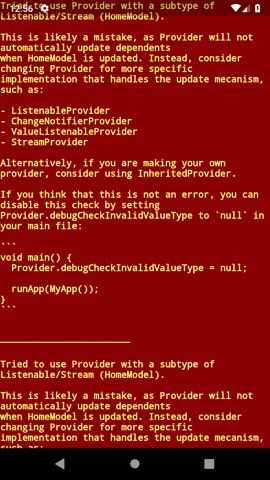 12:56
Tried to use Provider with a subtype of
Listenable/Stream (HomeModel).
This is likely a mistake, as Provider will not
automatically update dependents
when HomeModel is updated. Instead, consider
changing Provider for more specific
implementation that handles the update mecanism,
such as:
- ListenableProvider
- ChangeNotifierProvider
- ValueListenableProvider
- StreamProvider
Alternatively, if you are making your own
provider, consider using InheritedProvider.
If you think that this is not an error, you can
disable this check by setting
Provider.debugCheckInvalidValueType to `null` in
your main file:
```
void main() {
  Provider.debugCheckInvalidValueType = null;
  runApp(MyApp());
}
```
Tried to use Provider with a subtype of
Listenable/Stream (HomeModel).
This is likely a mistake, as Provider will not
automatically update dependents
when HomeModel is updated. Instead, consider
changing Provider for more specific
implementation that handles the update mecanism,
such as: